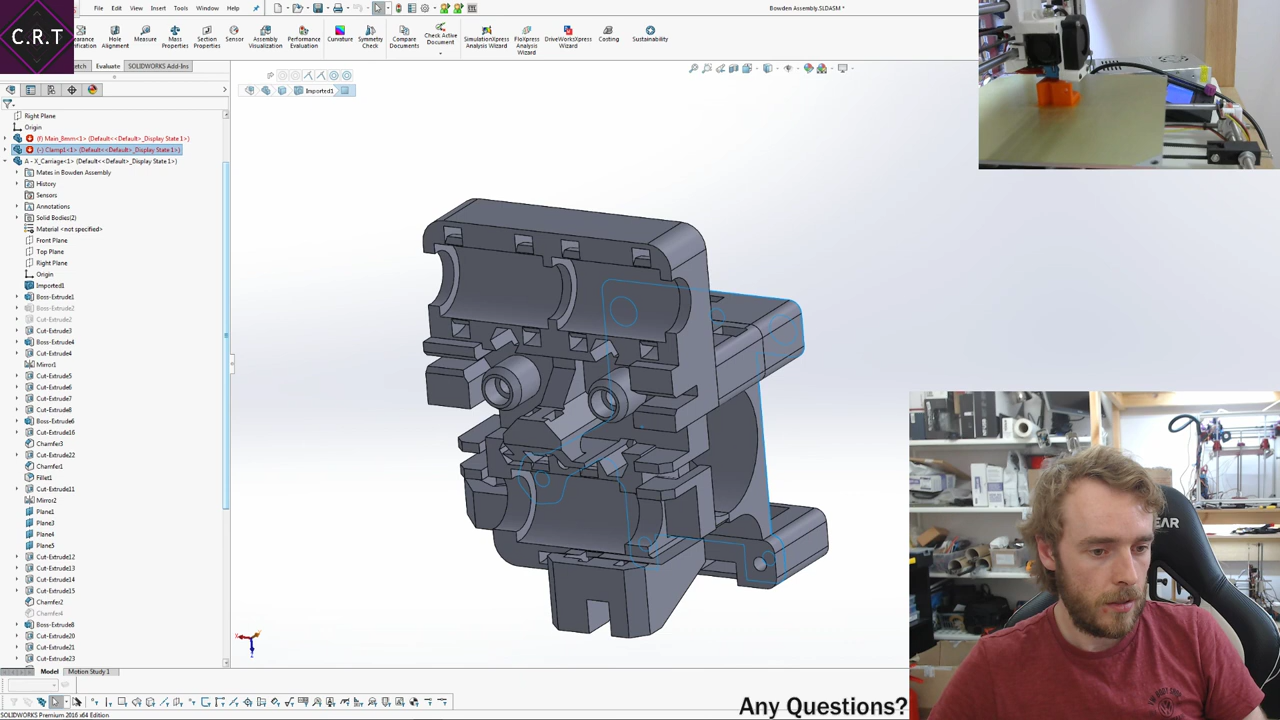 C.R.T
File Edit View Insert Tools Window Help
Bowden Assembly.SLDASM *
Hole Alignment
Measure
Mass Properties
Section Properties
Sensor
Assembly Visualization
Performance Evaluation
Curvature
Symmetry Check
Compare Documents
Check Active Document
SimulationXpress Analysis Wizard
FloXpress Analysis Wizard
DriveWorksXpress Wizard
Costing
Sustainability
Evaluate
SOLIDWORKS Add-Ins
Imported1
Right Plane
Origin
(f) Main_8mm<1> (Default<<Default>_Display State 1>)
(-) Clamp1<1> (Default<<Default>_Display State 1>)
A - X_Carriage<1> (Default<<Default>_Display State 1>)
Mates in Bowden Assembly
History
Sensors
Annotations
Solid Bodies(2)
Material <not specified>
Front Plane
Top Plane
Right Plane
Origin
Imported1
Boss-Extrude1
Boss-Extrude2
Cut-Extrude2
Cut-Extrude3
Boss-Extrude4
Cut-Extrude4
Mirror1
Cut-Extrude5
Cut-Extrude6
Cut-Extrude7
Cut-Extrude8
Boss-Extrude6
Cut-Extrude16
Chamfer3
Cut-Extrude22
Chamfer1
Fillet1
Cut-Extrude11
Mirror2
Plane1
Plane3
Plane4
Plane5
Cut-Extrude12
Cut-Extrude13
Cut-Extrude14
Cut-Extrude15
Chamfer2
Chamfer4
Boss-Extrude8
Cut-Extrude20
Cut-Extrude21
Cut-Extrude23
Model
Motion Study 1
SOLIDWORKS Premium 2016 x64 Edition
Any Questions?